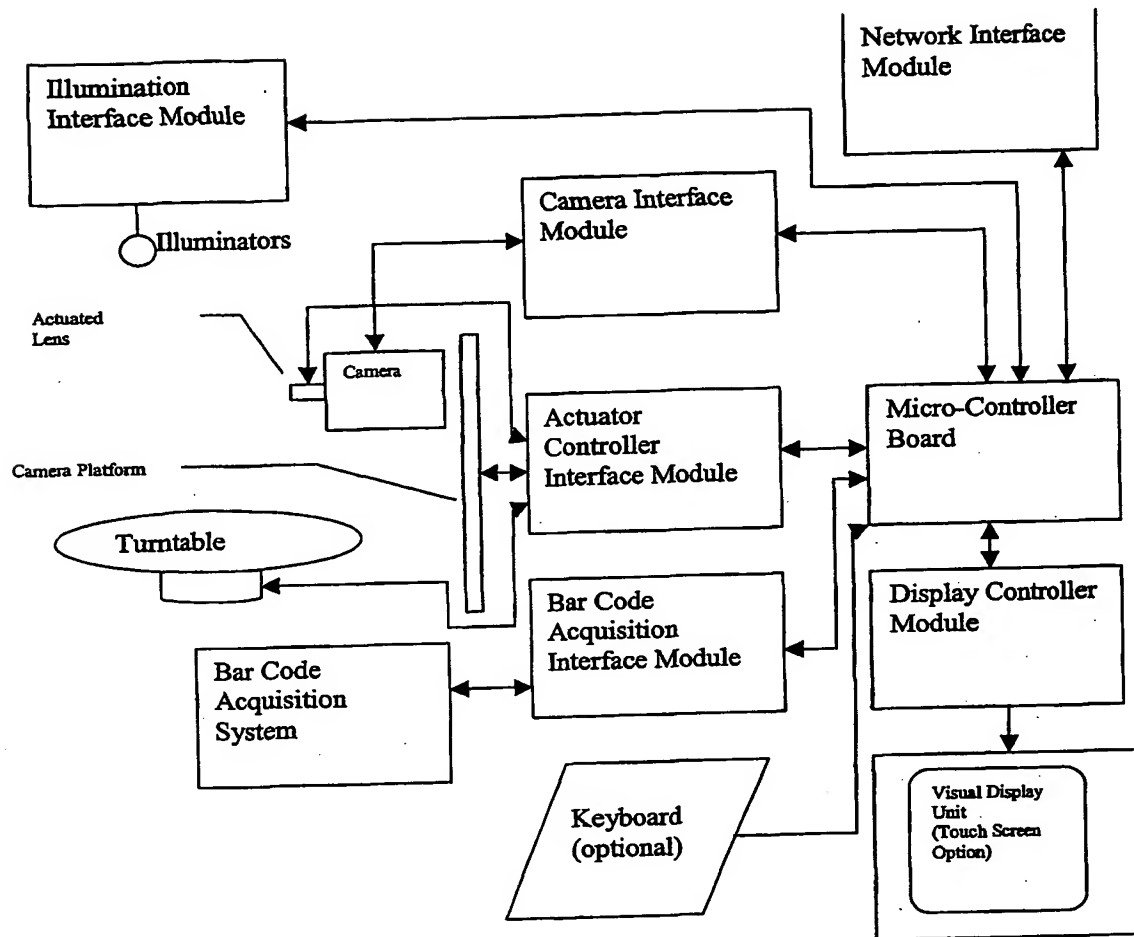 Network Interface
Module
Illumination
Interface Module
Camera Interface
Module
Illuminators
Actuated
Lens
Camera
Actuator
Controller
Interface Module
Micro-Controller
Board
Camera Platform
Turntable
Bar Code
Acquisition
Interface Module
Display Controller
Module
Bar Code
Acquisition
System
Keyboard
(optional)
Visual Display
Unit
(Touch Screen
Option)